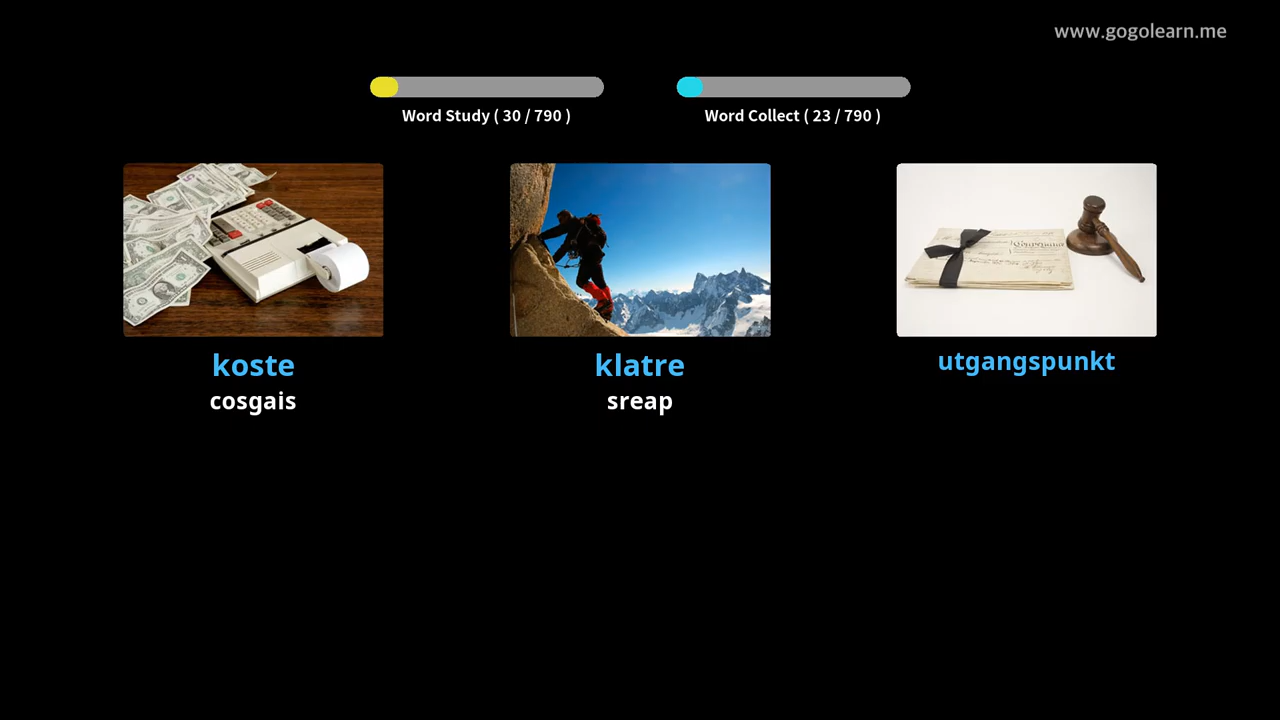 www.gogolearn.me
Word Study ( 30 / 790 )
Word Collect ( 23 / 790 )
koste
cosgais
klatre
sreap
utgangspunkt